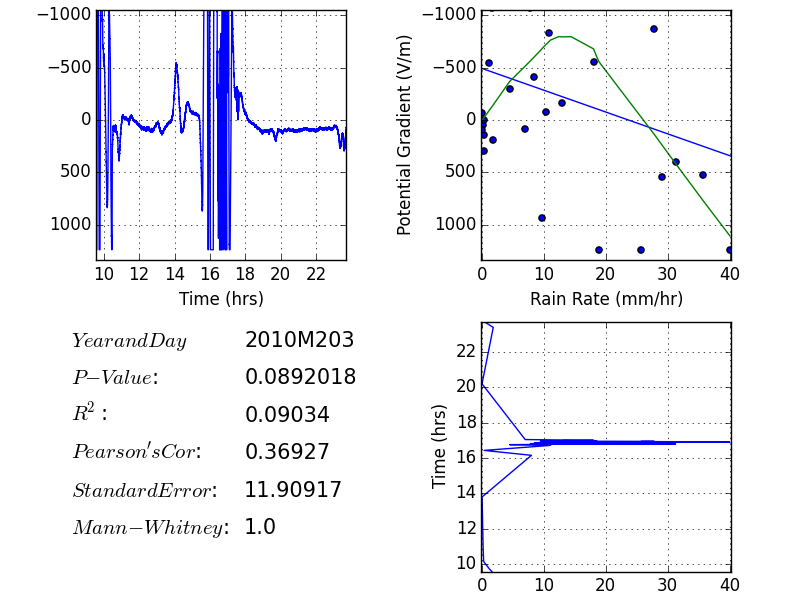 −1000
−500
0
500
1000
10 12 14 16 18 20 22
Time (hrs)
−1000
−500
0
500
1000
Potential Gradient (V/m)
0 10 20 30 40
Rain Rate (mm/hr)
YearandDay 2010M203
P−Value: 0.0892018
R²: 0.09034
Pearson'sCor: 0.36927
StandardError: 11.90917
Mann−Whitney: 1.0
22
20
18
16
14
12
10
Time (hrs)
0 10 20 30 40